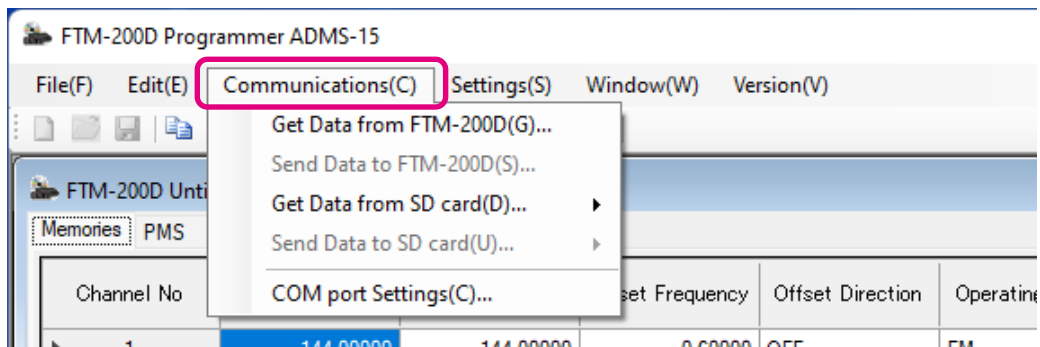 FTM-200D Programmer ADMS-15
File(F) Edit(E) Communications(C) Settings(S) Window(W) Version(V)
Get Data from FTM-200D(G)...
Send Data to FTM-200D(S)...
FTM-200D Unti
Get Data from SD card(D)...
Memories PMS
Send Data to SD card(U)...
COM port Settings(C)...
Channel No set Frequency Offset Direction Operating
1 144.00000 144.00000 0.60000 OFF FM